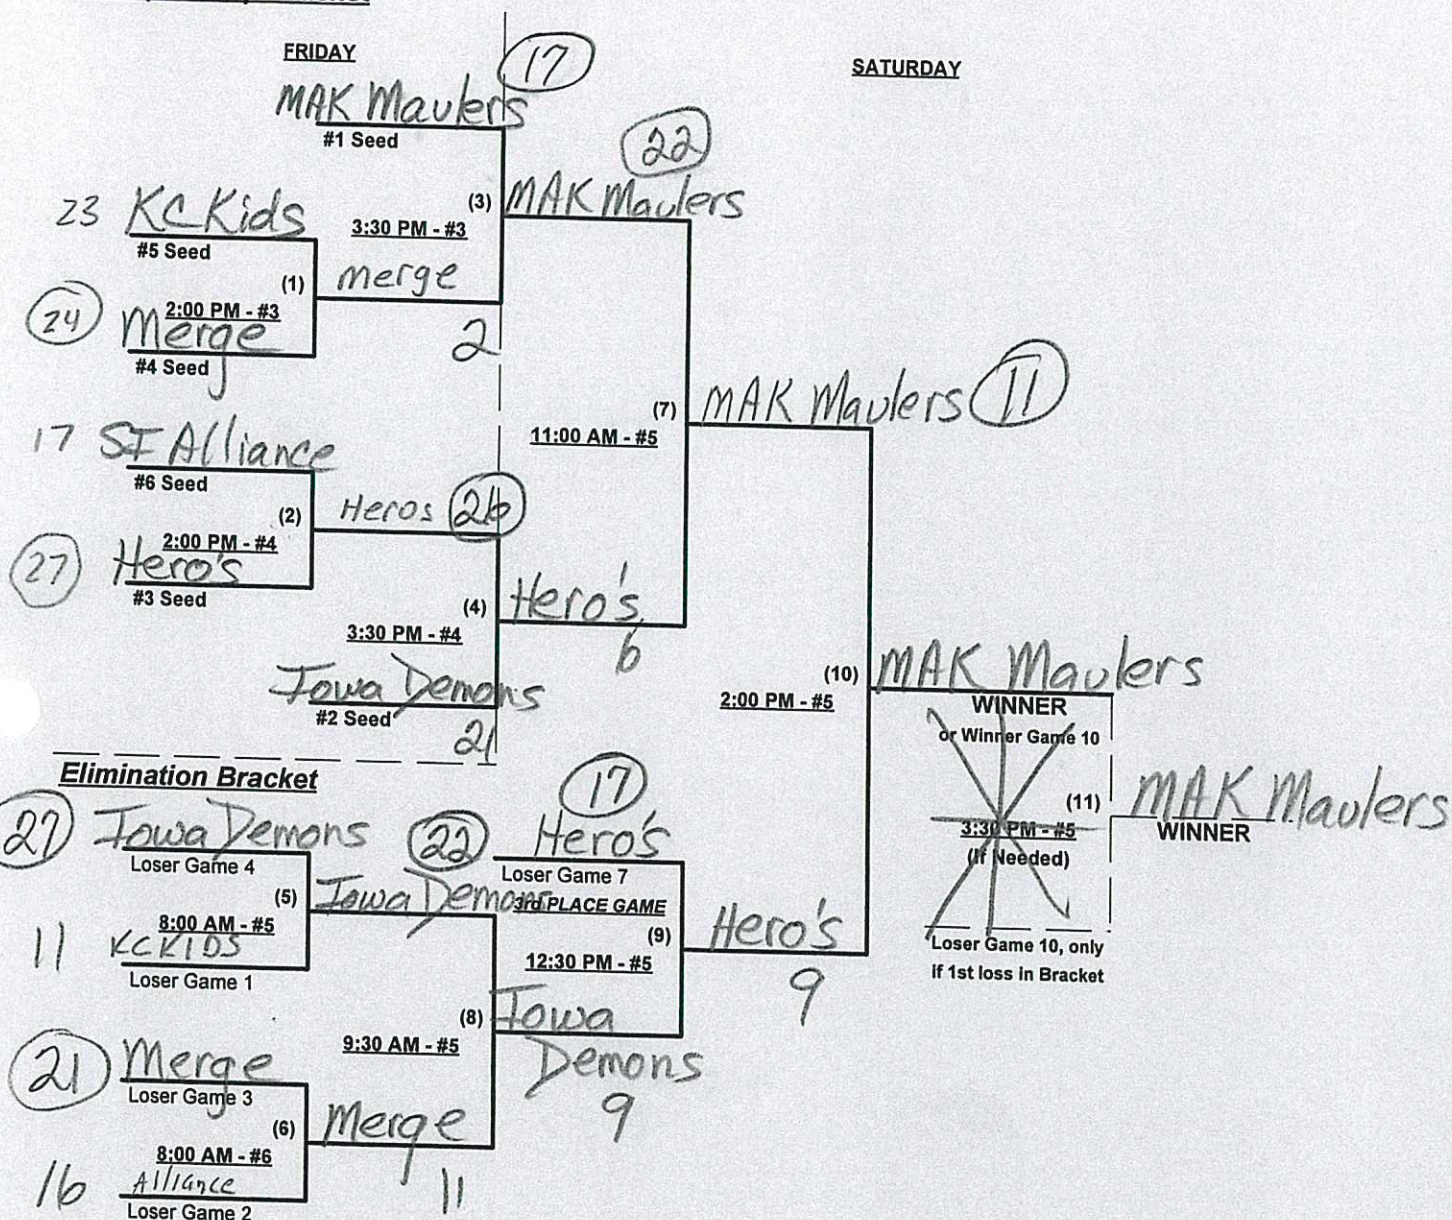 FRIDAY
SATURDAY
MAK Maulers 17
#1 Seed
22
(3) MAK Maulers
3:30 PM - #3
23 KC Kids
#5 Seed
(1) merge
2:00 PM - #3
24 Merge
#4 Seed
2
(7) MAK Maulers 11
11:00 AM - #5
17 SF Alliance
#6 Seed
(2) Heros 26
2:00 PM - #4
27 Hero's
#3 Seed
(4) Hero's
3:30 PM - #4
6
Iowa Demons
#2 Seed
21
(10) MAK Maulers
2:00 PM - #5
WINNER
or Winner Game 10
(11) MAK Maulers
3:30 PM - #5
WINNER
(If Needed)
Loser Game 10, only
if 1st loss in Bracket
Elimination Bracket
27 Iowa Demons
Loser Game 4
(5) Iowa Demons 22
8:00 AM - #5
11 KC KIDS
Loser Game 1
17
Hero's
Loser Game 7
3rd PLACE GAME
(9) Hero's
12:30 PM - #5
9
(8) Iowa
9:30 AM - #5
Demons
9
21 Merge
Loser Game 3
(6) Merge
8:00 AM - #6
11
16 Alliance
Loser Game 2